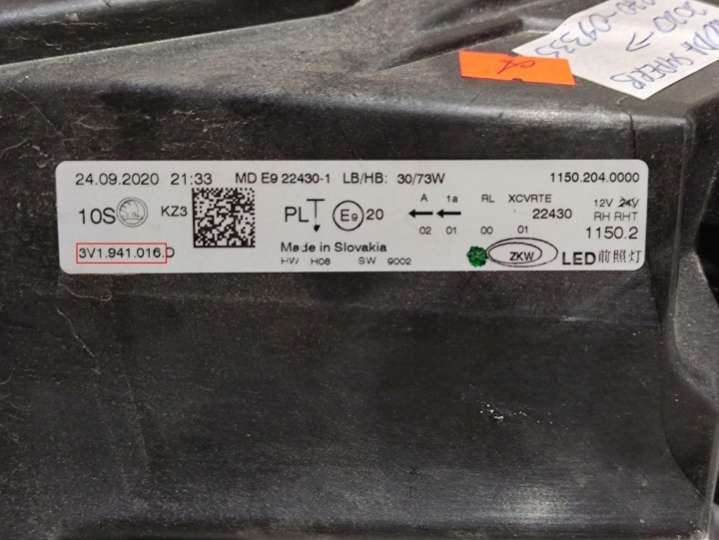 24.09.2020 21:33 MD E9 22430-1 LB/HB: 30/73W 1150.204.0000
10S KZ3 PL E9 20 A 1a RL XCVRTE 12V 24V
22430 RH RHT
02 01 00 01 1150.2
3V1.941.016.D Made in Slovakia ZKW LED前照灯
HW H08 SW 9002